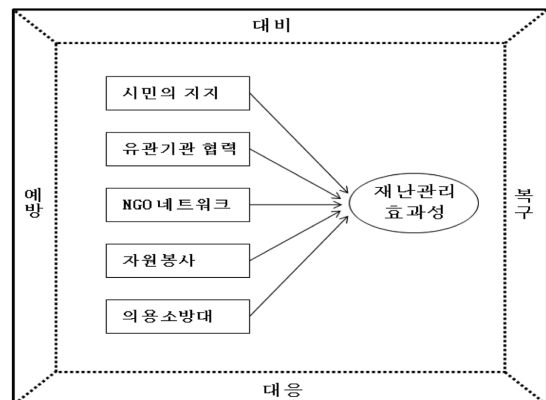 대비
시민의 지지
유관기관 협력
예방
NGO 네트워크
재난관리
효과성
복구
자원봉사
의용소방대
대응